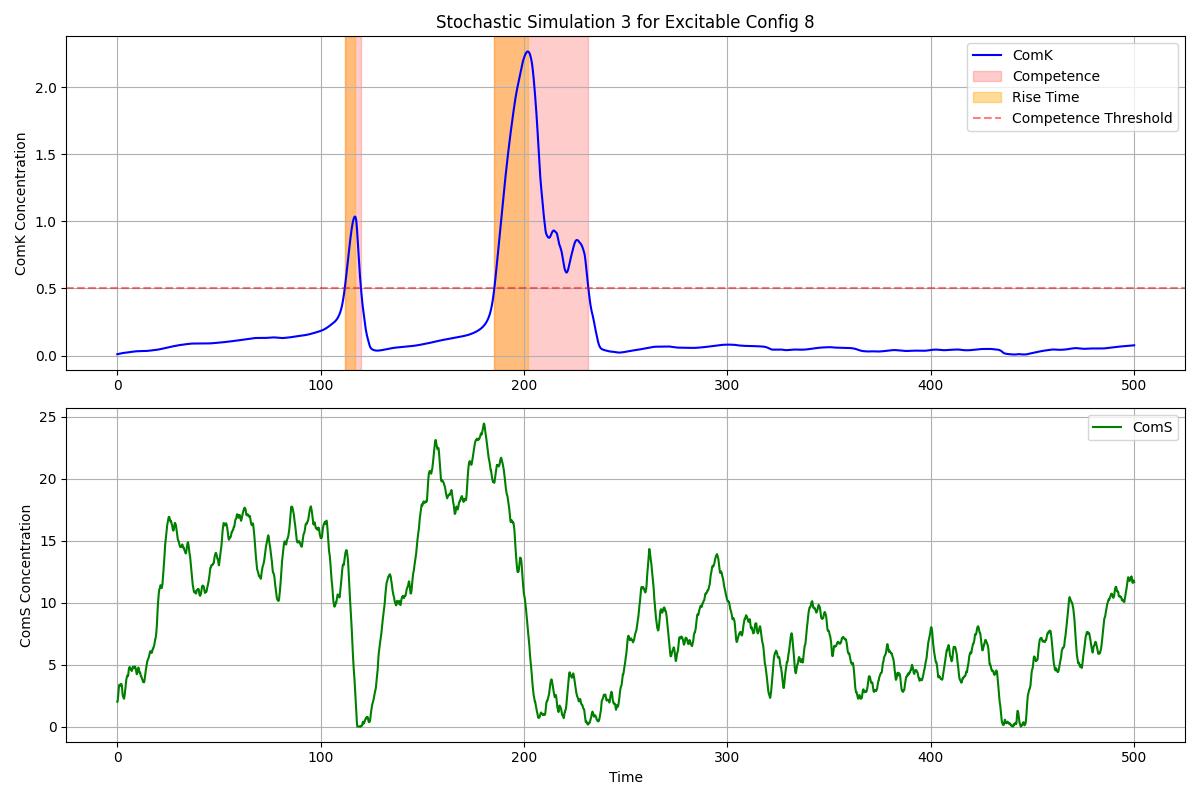 Stochastic Simulation 3 for Excitable Config 8
ComK Concentration
2.0
1.5
1.0
0.5
0.0
ComK
Competence
Rise Time
Competence Threshold
0 100 200 300 400 500
ComS Concentration
25
20
15
10
5
0
ComS
0 100 200 300 400 500
Time